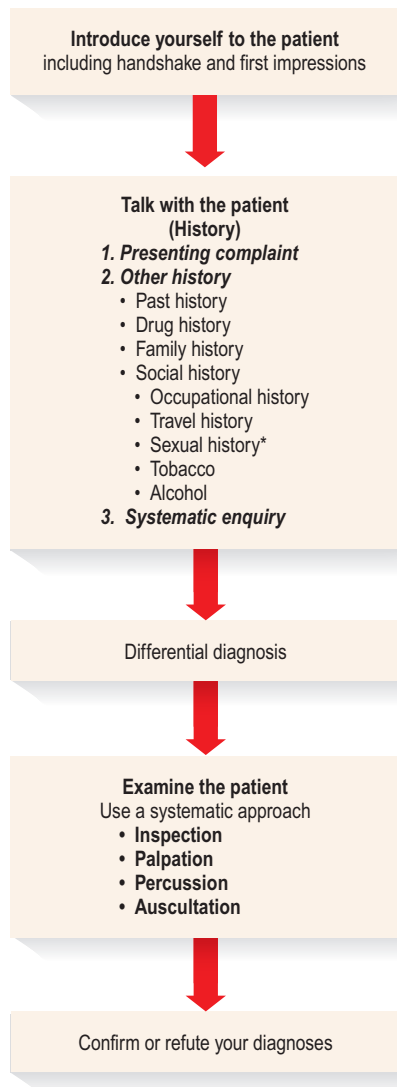 Introduce yourself to the patient
including handshake and first impressions
Talk with the patient
(History)
1. Presenting complaint
2. Other history
• Past history
• Drug history
• Family history
• Social history
• Occupational history
• Travel history
• Sexual history*
• Tobacco
• Alcohol
3. Systematic enquiry
Differential diagnosis
Examine the patient
Use a systematic approach
• Inspection
• Palpation
• Percussion
• Auscultation
Confirm or refute your diagnoses